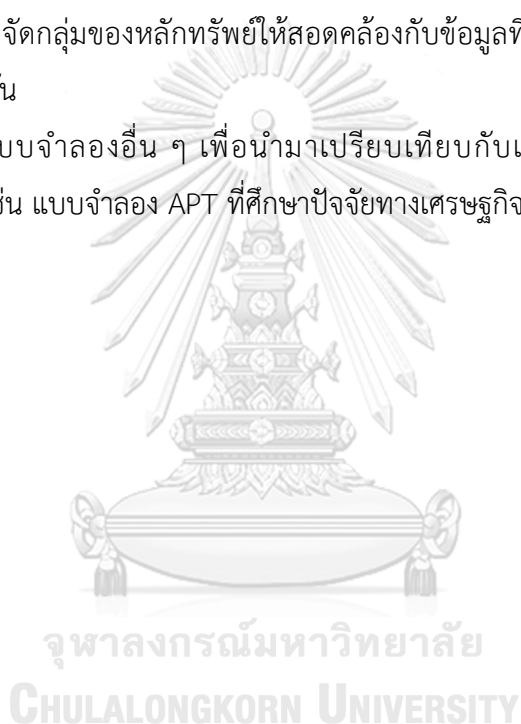 จัดกลุ่มของหลักทรัพย์ให้สอดคล้องกับข้อมูลที่
ัน
บบจำลองอื่น ๆ เพื่อนำมาเปรียบเทียบกับแ
ช่น แบบจำลอง APT ที่ศึกษาปัจจัยทางเศรษฐกิจ
จุฬาลงกรณ์มหาวิทยาลัย
CHULALONGKORN UNIVERSITY